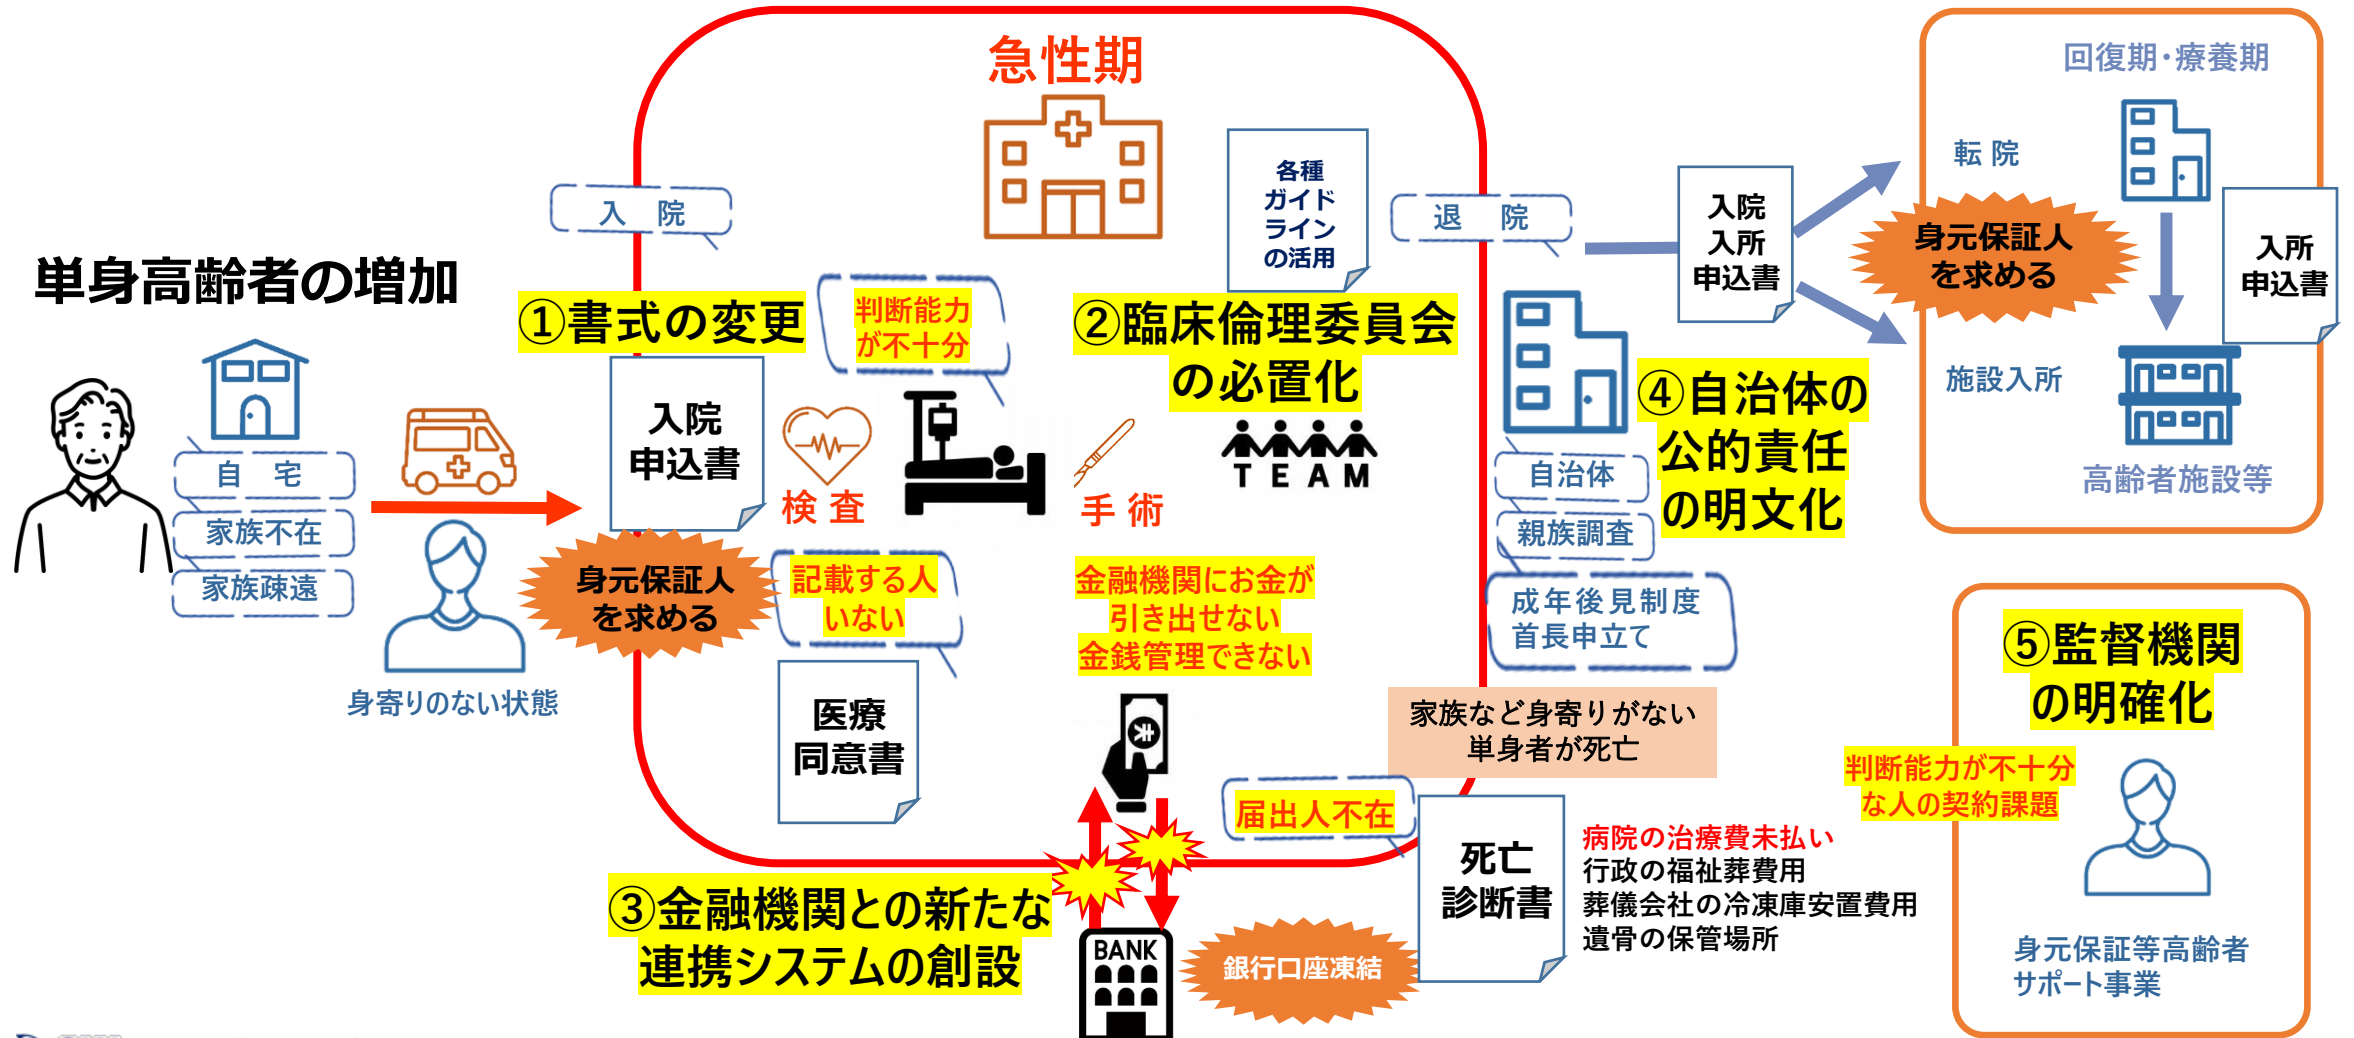 単身高齢者の増加
自 宅
家族不在
家族疎遠
身寄りのない状態
急性期
入 院
①書式の変更
入院
申込書
身元保証人
を求める
判断能力
が不十分
検 査
手 術
記載する人
いない
医療
同意書
各種
ガイド
ライン
の活用
②臨床倫理委員会
の必置化
TEAM
金融機関にお金が
引き出せない
金銭管理できない
③金融機関との新たな
連携システムの創設
BANK
銀行口座凍結
退 院
自治体
親族調査
成年後見制度
首長申立て
④自治体の
公的責任
の明文化
家族など身寄りがない
単身者が死亡
届出人不在
死亡
診断書
病院の治療費未払い
行政の福祉葬費用
葬儀会社の冷凍庫安置費用
遺骨の保管場所
入院
入所
申込書
回復期・療養期
転 院
身元保証人
を求める
施設入所
入所
申込書
高齢者施設等
⑤監督機関
の明確化
判断能力が不十分
な人の契約課題
身元保証等高齢者
サポート事業